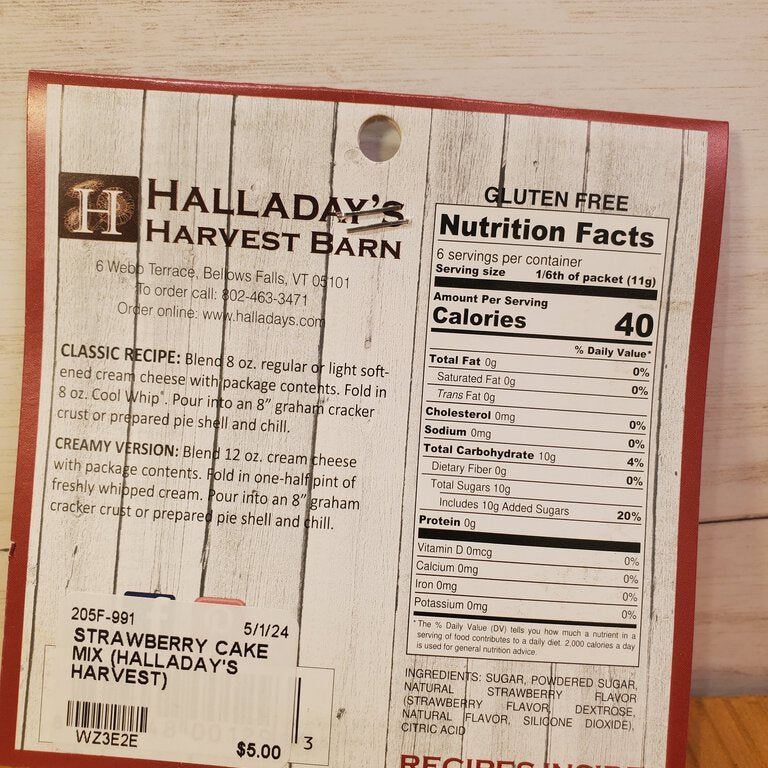 H
HALLADAY'S
HARVEST BARN
6 Webb Terrace, Bellows Falls, VT 05101
To order call: 802-463-3471
Order online: www.halladays.com
CLASSIC RECIPE: Blend 8 oz. regular or light soft-
ened cream cheese with package contents. Fold in
8 oz. Cool Whip*. Pour into an 8" graham cracker
crust or prepared pie shell and chill.
CREAMY VERSION: Blend 12 oz. cream cheese
with package contents. Fold in one-half pint of
freshly whipped cream. Pour into an 8" graham
cracker crust or prepared pie shell and chill.
205F-991 5/1/24
STRAWBERRY CAKE
MIX (HALLADAY'S
HARVEST)
WZ3E2E $5.00
3
GLUTEN FREE
Nutrition Facts
6 servings per container
Serving size 1/6th of packet (11g)
Amount Per Serving
Calories 40
% Daily Value*
Total Fat 0g 0%
Saturated Fat 0g 0%
Trans Fat 0g
Cholesterol 0mg 0%
Sodium 0mg 0%
Total Carbohydrate 10g 4%
Dietary Fiber 0g 0%
Total Sugars 10g
Includes 10g Added Sugars 20%
Protein 0g
Vitamin D 0mcg 0%
Calcium 0mg 0%
Iron 0mg 0%
Potassium 0mg 0%
*The % Daily Value (DV) tells you how much a nutrient in a
serving of food contributes to a daily diet. 2,000 calories a day
is used for general nutrition advice.
INGREDIENTS: SUGAR, POWDERED SUGAR,
NATURAL STRAWBERRY FLAVOR
(STRAWBERRY FLAVOR, DEXTROSE,
NATURAL FLAVOR, SILICONE DIOXIDE),
CITRIC ACID
RECIPES INSIDE